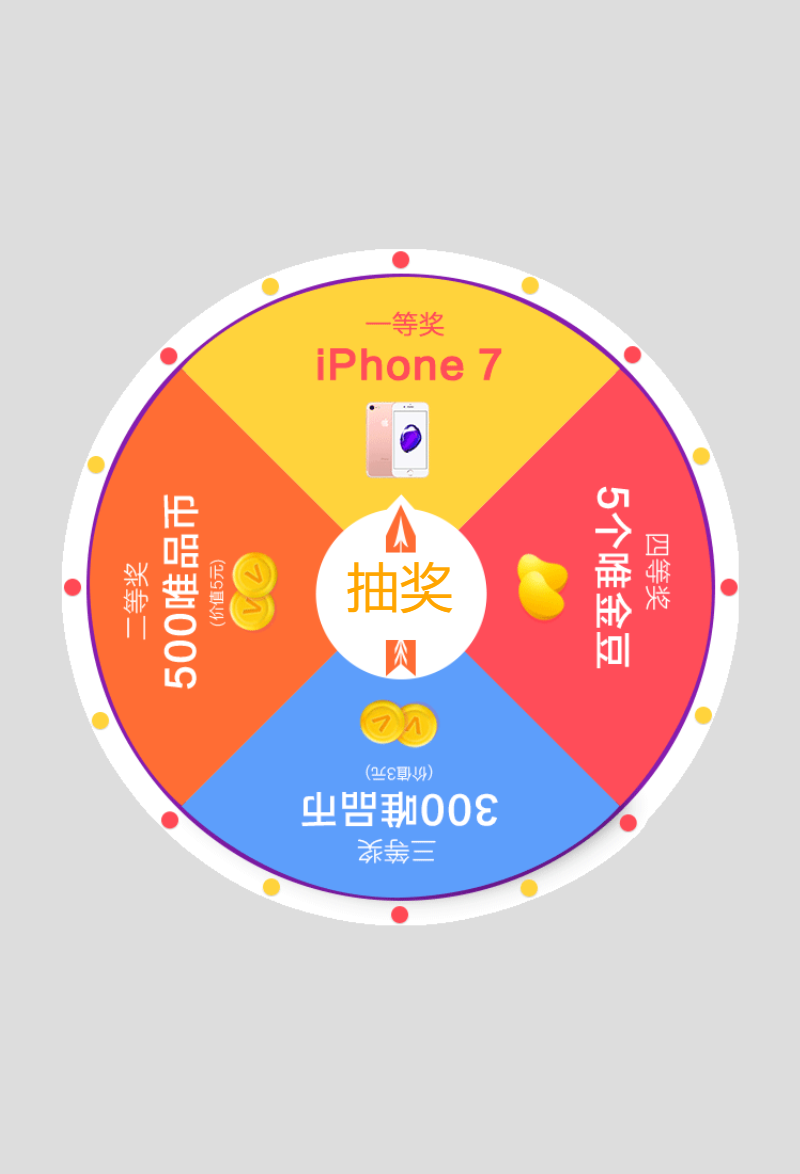 一等奖
iPhone 7
四等奖
5个唯金豆
三等奖
300唯品币
(价值3元)
二等奖
500唯品币
(价值5元)
抽奖